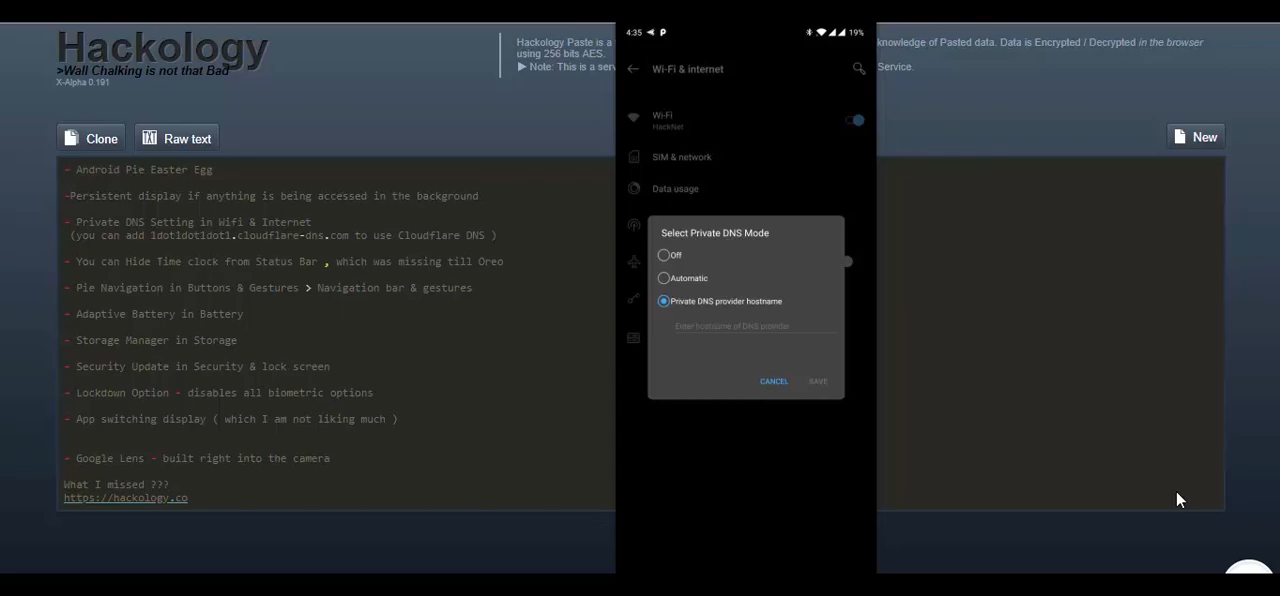 Hackology
>Wall Chalking is not that Bad
X-Alpha 0.191
Hackology Paste is a
using 256 bits AES.
▶ Note: This is a serv
knowledge of Pasted data. Data is Encrypted / Decrypted in the browser
Service.
Clone
Raw text
New
- Android Pie Easter Egg
-Persistent display if anything is being accessed in the background
- Private DNS Setting in Wifi & Internet
(you can add 1dot1dot1dot1.cloudflare-dns.com to use Cloudflare DNS )
- You can Hide Time clock from Status Bar , which was missing till Oreo
- Pie Navigation in Buttons & Gestures > Navigation bar & gestures
- Adaptive Battery in Battery
- Storage Manager in Storage
- Security Update in Security & lock screen
- Lockdown Option - disables all biometric options
- App switching display ( which I am not liking much )
- Google Lens - built right into the camera
What I missed ???
https://hackology.co
4:35
19%
Wi-Fi & internet
Wi-Fi
HackNet
SIM & network
Data usage
Select Private DNS Mode
Off
Automatic
Private DNS provider hostname
Enter hostname of DNS provider
CANCEL
SAVE